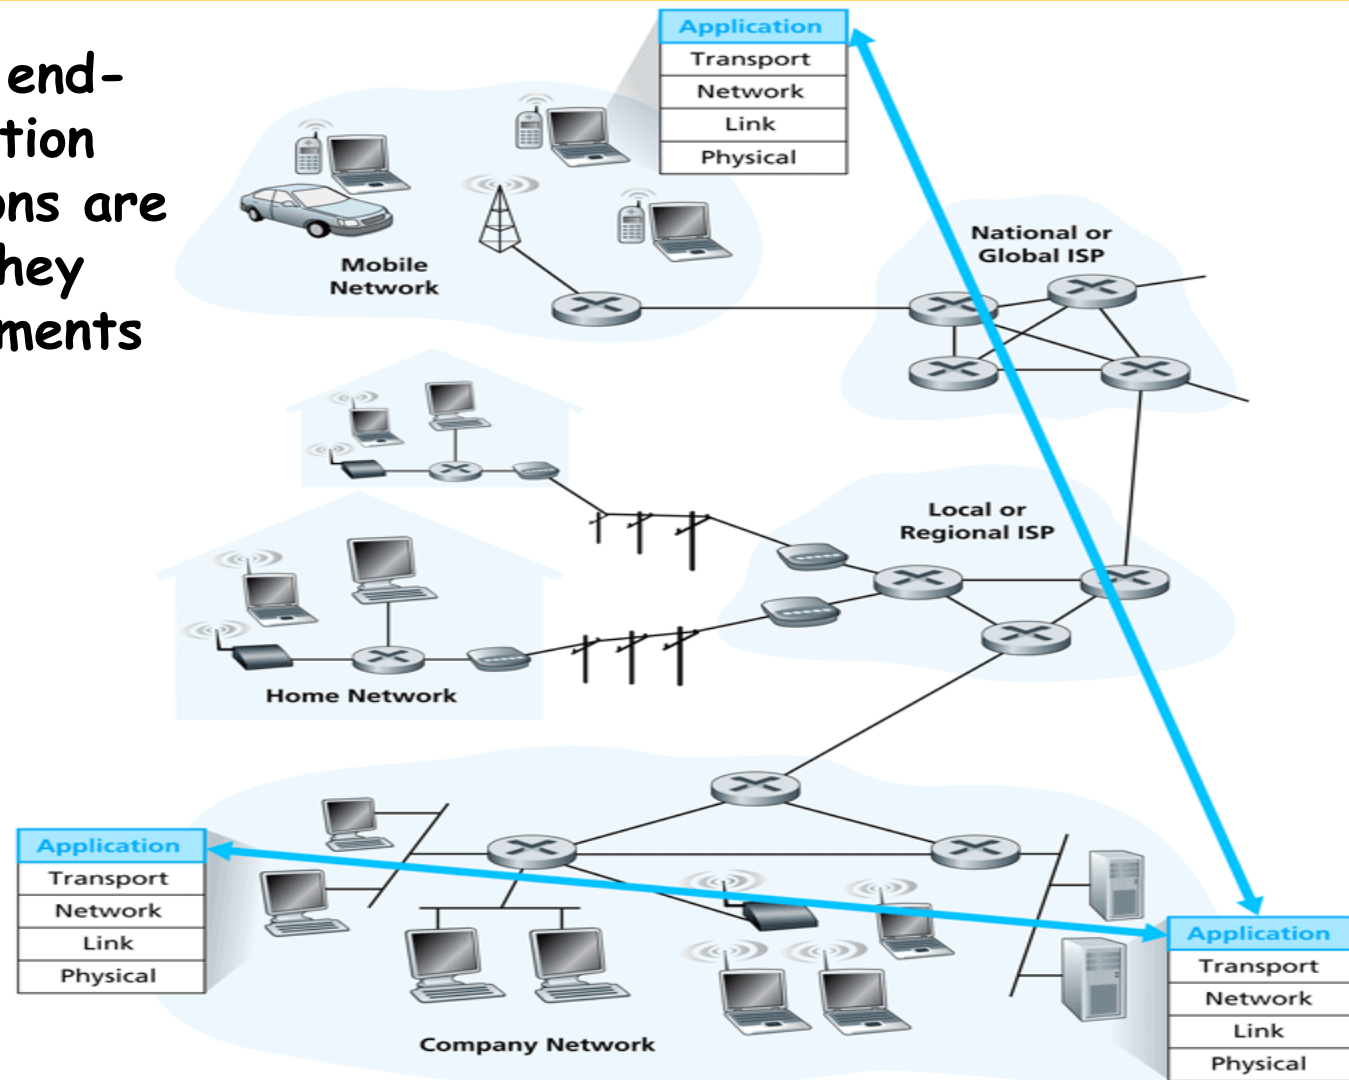 end-
tion
ons are
hey
ments
Application
Transport
Network
Link
Physical
Mobile
Network
National or
Global ISP
Local or
Regional ISP
Home Network
Application
Transport
Network
Link
Physical
Company Network
Application
Transport
Network
Link
Physical